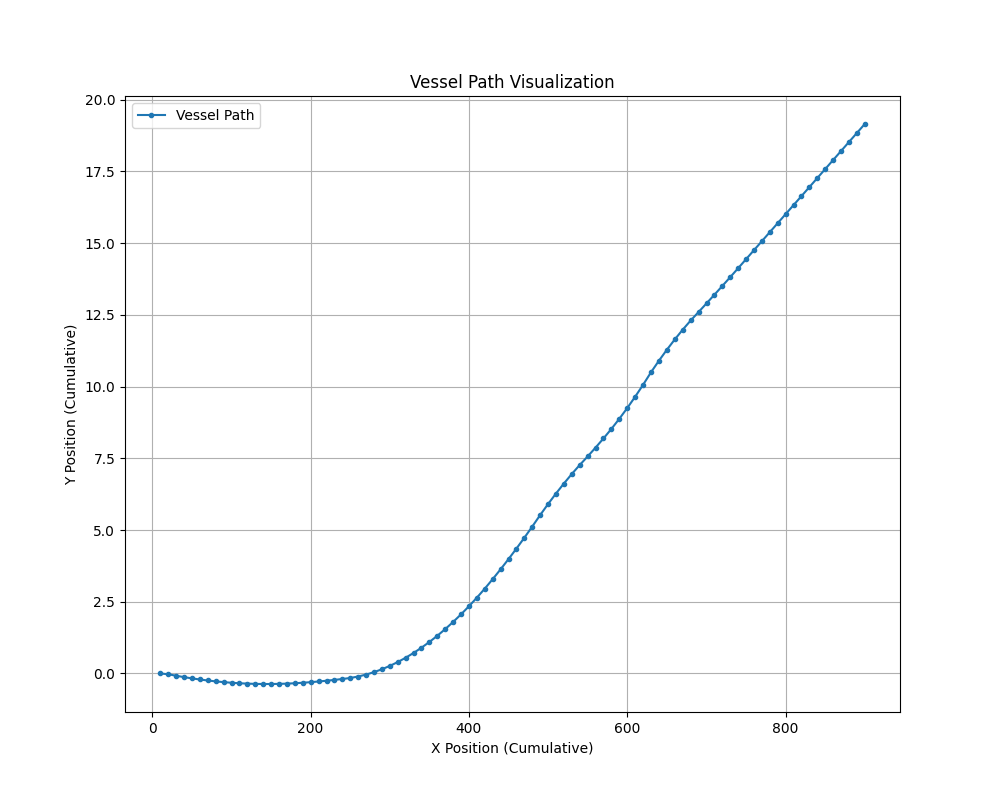 Vessel Path Visualization
Vessel Path
20.0
17.5
15.0
12.5
10.0
7.5
5.0
2.5
0.0
Y Position (Cumulative)
0 200 400 600 800
X Position (Cumulative)